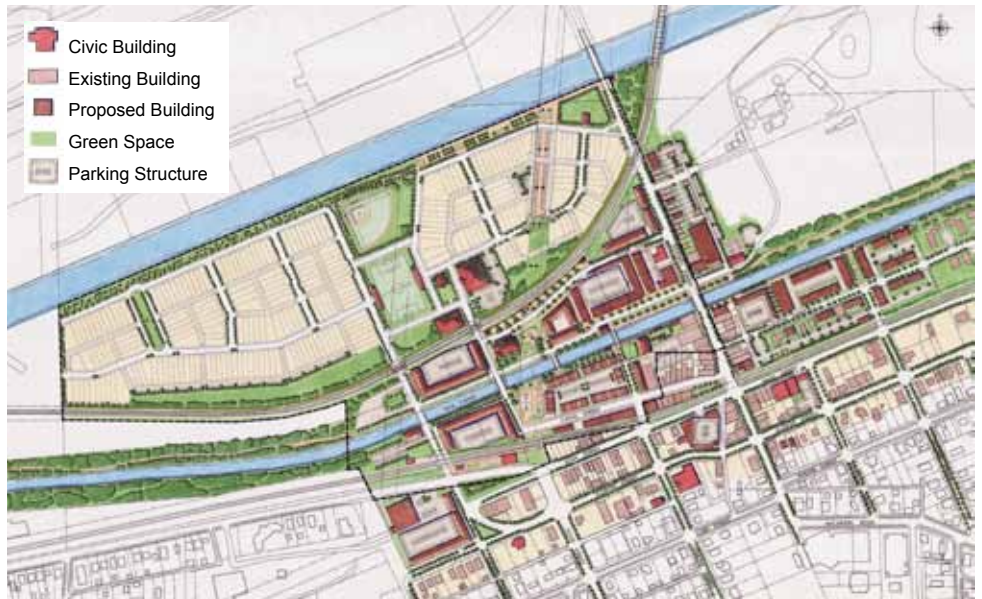 Civic Building
Existing Building
Proposed Building
Green Space
Parking Structure